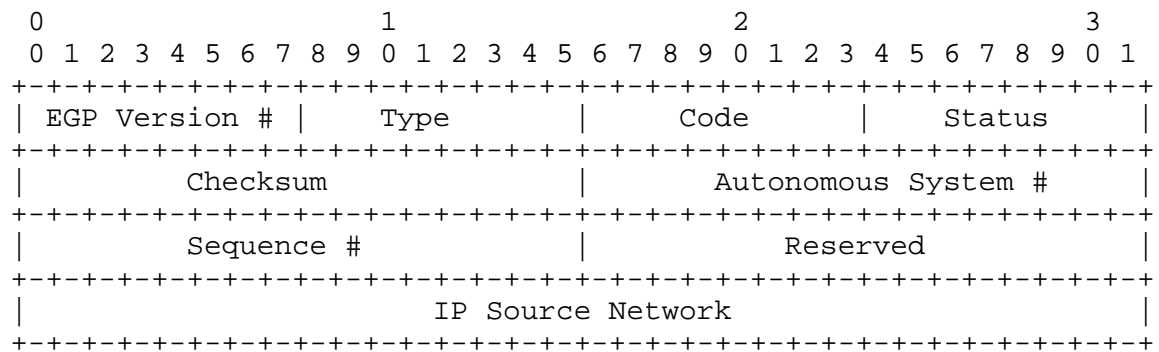 0                   1                   2                   3
 0 1 2 3 4 5 6 7 8 9 0 1 2 3 4 5 6 7 8 9 0 1 2 3 4 5 6 7 8 9 0 1
+-+-+-+-+-+-+-+-+-+-+-+-+-+-+-+-+-+-+-+-+-+-+-+-+-+-+-+-+-+-+-+-+
| EGP Version # |    Type       |     Code      |    Status     |
+-+-+-+-+-+-+-+-+-+-+-+-+-+-+-+-+-+-+-+-+-+-+-+-+-+-+-+-+-+-+-+-+
|         Checksum              |       Autonomous System #     |
+-+-+-+-+-+-+-+-+-+-+-+-+-+-+-+-+-+-+-+-+-+-+-+-+-+-+-+-+-+-+-+-+
|         Sequence #            |           Reserved            |
+-+-+-+-+-+-+-+-+-+-+-+-+-+-+-+-+-+-+-+-+-+-+-+-+-+-+-+-+-+-+-+-+
|                       IP Source Network                       |
+-+-+-+-+-+-+-+-+-+-+-+-+-+-+-+-+-+-+-+-+-+-+-+-+-+-+-+-+-+-+-+-+